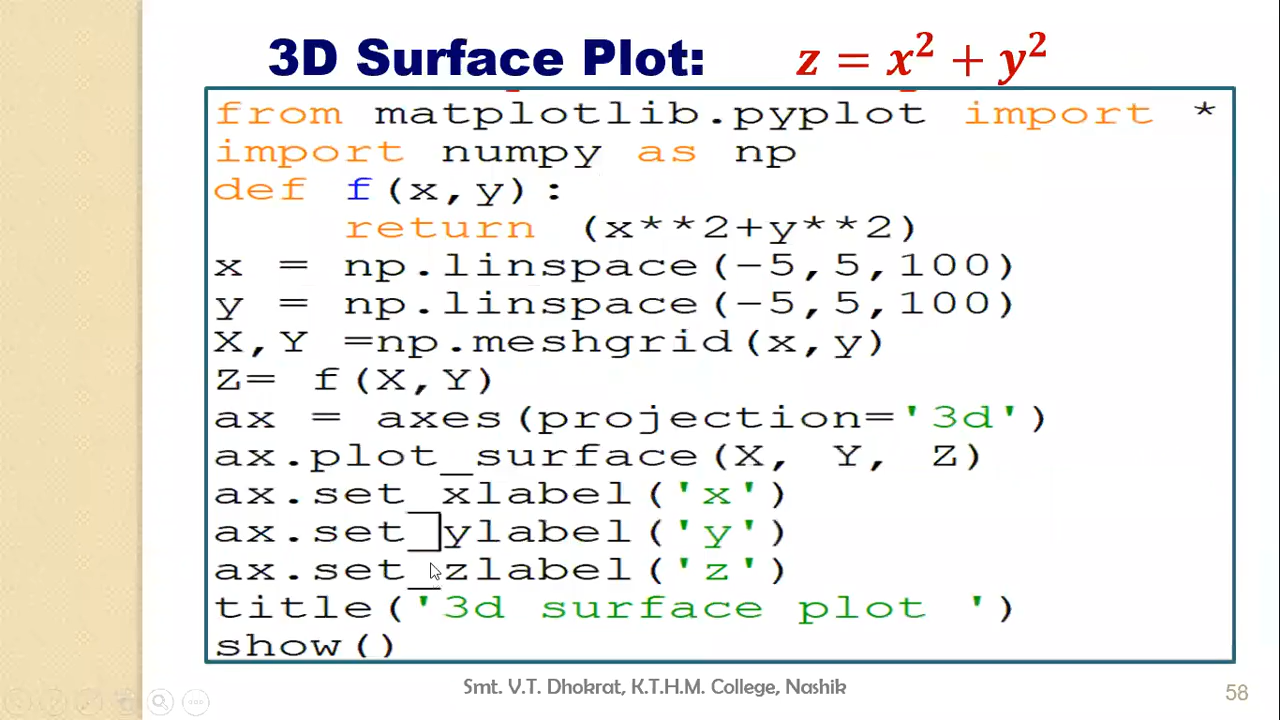 3D Surface Plot: z = x² + y²
from matplotlib.pyplot import *
import numpy as np
def f(x,y):
    return (x**2+y**2)
x = np.linspace(-5,5,100)
y = np.linspace(-5,5,100)
X,Y =np.meshgrid(x,y)
Z= f(X,Y)
ax = axes(projection='3d')
ax.plot_surface(X, Y, Z)
ax.set_xlabel('x')
ax.set_ylabel('y')
ax.set_zlabel('z')
title('3d surface plot ')
show()
Smt. V.T. Dhokrat, K.T.H.M. College, Nashik
58